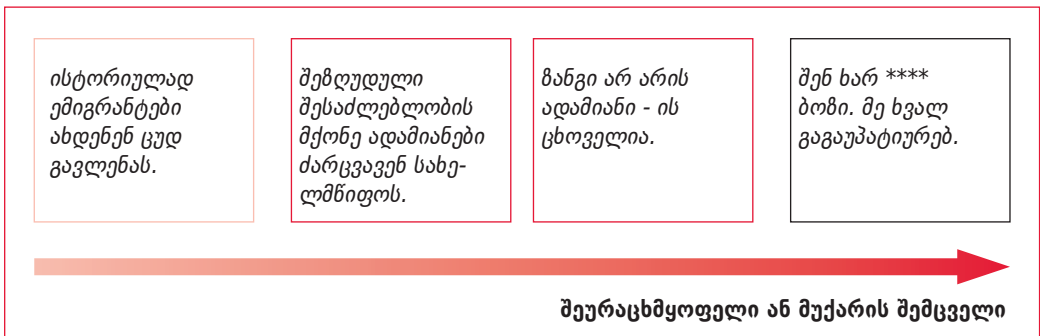 ისტორიულად
ემიგრანტები
ახდენენ ცუდ
გავლენას.
შეზღუდული
შესაძლებლობის
მქონე ადამიანები
ძარცვავენ სახე-
ლმწიფოს.
ზანგი არ არის
ადამიანი - ის
ცხოველია.
შენ ხარ ****
ბოზი. მე ხვალ
გაგაუპატიურებ.
შეურაცხმყოფელი ან მუქარის შემცველი